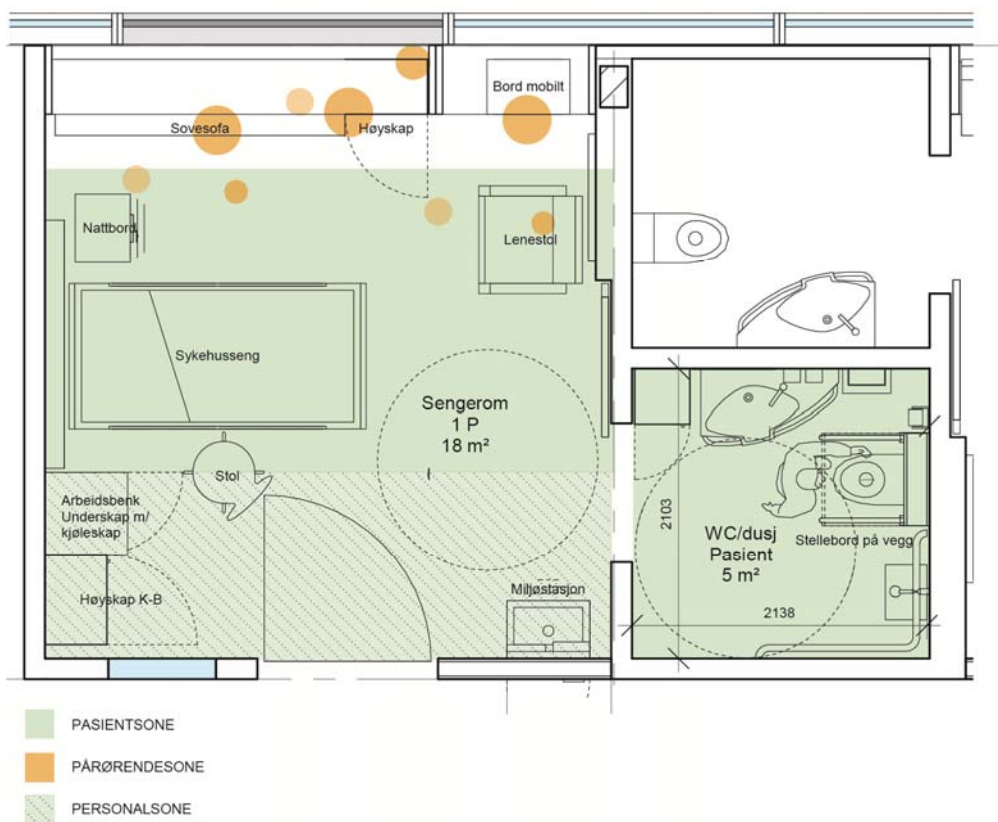 Bord mobilt
Sovesofa
Høyskap
Nattbord
Lenestol
Sykehusseng
Sengerom
1 P
18 m²
Stol
Arbeidsbenk
Underskap m/
kjøleskap
Høyskap K-B
Miljøstasjon
2103
WC/dusj
Pasient
5 m²
Stellebord på vegg
2138
PASIENTSONE
PÅRØRENDESONE
PERSONALSONE